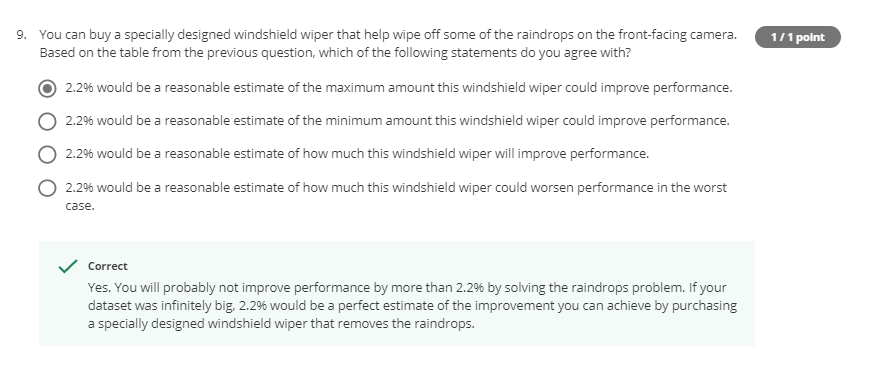 9. You can buy a specially designed windshield wiper that help wipe off some of the raindrops on the front-facing camera.
1 / 1 point
Based on the table from the previous question, which of the following statements do you agree with?
2.2% would be a reasonable estimate of the maximum amount this windshield wiper could improve performance.
2.2% would be a reasonable estimate of the minimum amount this windshield wiper could improve performance.
2.2% would be a reasonable estimate of how much this windshield wiper will improve performance.
2.2% would be a reasonable estimate of how much this windshield wiper could worsen performance in the worst
case.
Correct
Yes. You will probably not improve performance by more than 2.2% by solving the raindrops problem. If your
dataset was infinitely big, 2.2% would be a perfect estimate of the improvement you can achieve by purchasing
a specially designed windshield wiper that removes the raindrops.